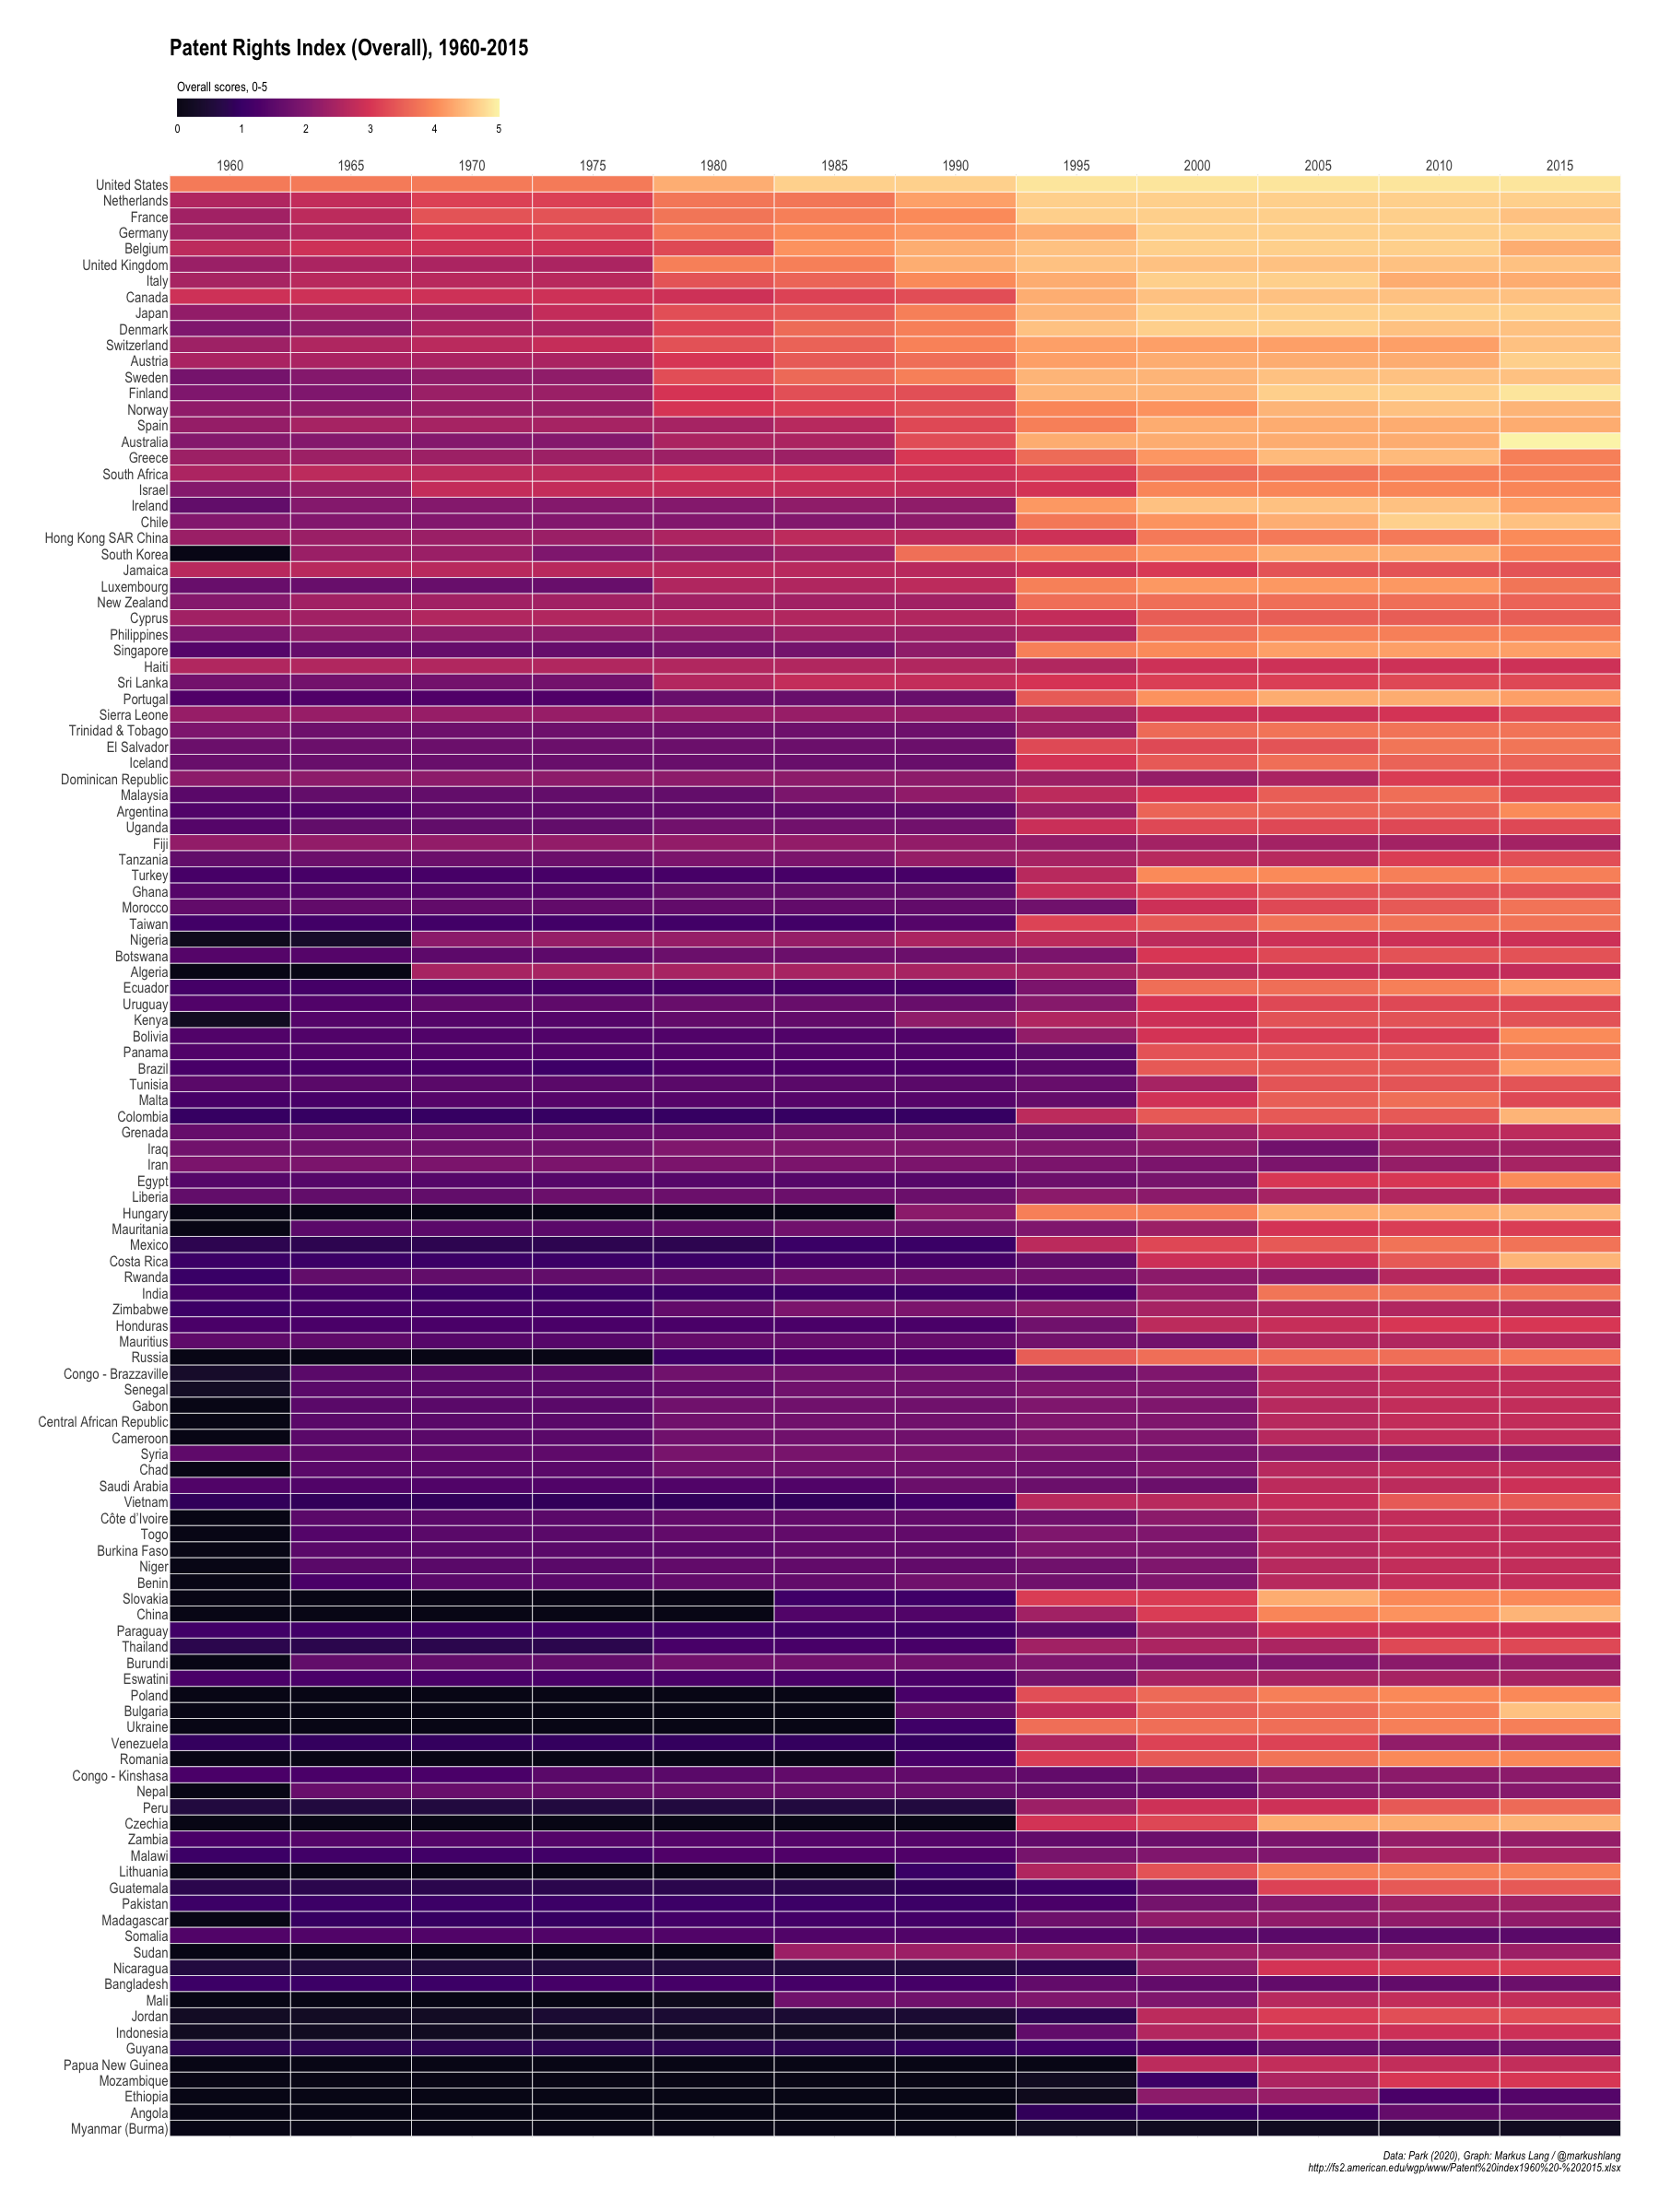 Patent Rights Index (Overall), 1960-2015
Overall scores, 0-5
0 1 2 3 4 5
1960 1965 1970 1975 1980 1985 1990 1995 2000 2005 2010 2015
United States
Netherlands
France
Germany
Belgium
United Kingdom
Italy
Canada
Japan
Denmark
Switzerland
Austria
Sweden
Finland
Norway
Spain
Australia
Greece
South Africa
Israel
Ireland
Chile
Hong Kong SAR China
South Korea
Jamaica
Luxembourg
New Zealand
Cyprus
Philippines
Singapore
Haiti
Sri Lanka
Portugal
Sierra Leone
Trinidad & Tobago
El Salvador
Iceland
Dominican Republic
Malaysia
Argentina
Uganda
Fiji
Tanzania
Turkey
Ghana
Morocco
Taiwan
Nigeria
Botswana
Algeria
Ecuador
Uruguay
Kenya
Bolivia
Panama
Brazil
Tunisia
Malta
Colombia
Grenada
Iraq
Iran
Egypt
Liberia
Hungary
Mauritania
Mexico
Costa Rica
Rwanda
India
Zimbabwe
Honduras
Mauritius
Russia
Congo - Brazzaville
Senegal
Gabon
Central African Republic
Cameroon
Syria
Chad
Saudi Arabia
Vietnam
Côte d’Ivoire
Togo
Burkina Faso
Niger
Benin
Slovakia
China
Paraguay
Thailand
Burundi
Eswatini
Poland
Bulgaria
Ukraine
Venezuela
Romania
Congo - Kinshasa
Nepal
Peru
Czechia
Zambia
Malawi
Lithuania
Guatemala
Pakistan
Madagascar
Somalia
Sudan
Nicaragua
Bangladesh
Mali
Jordan
Indonesia
Guyana
Papua New Guinea
Mozambique
Ethiopia
Angola
Myanmar (Burma)
Data: Park (2020), Graph: Markus Lang / @markushlang
http://fs2.american.edu/wgp/www/Patent%20index1960%20-%202015.xlsx